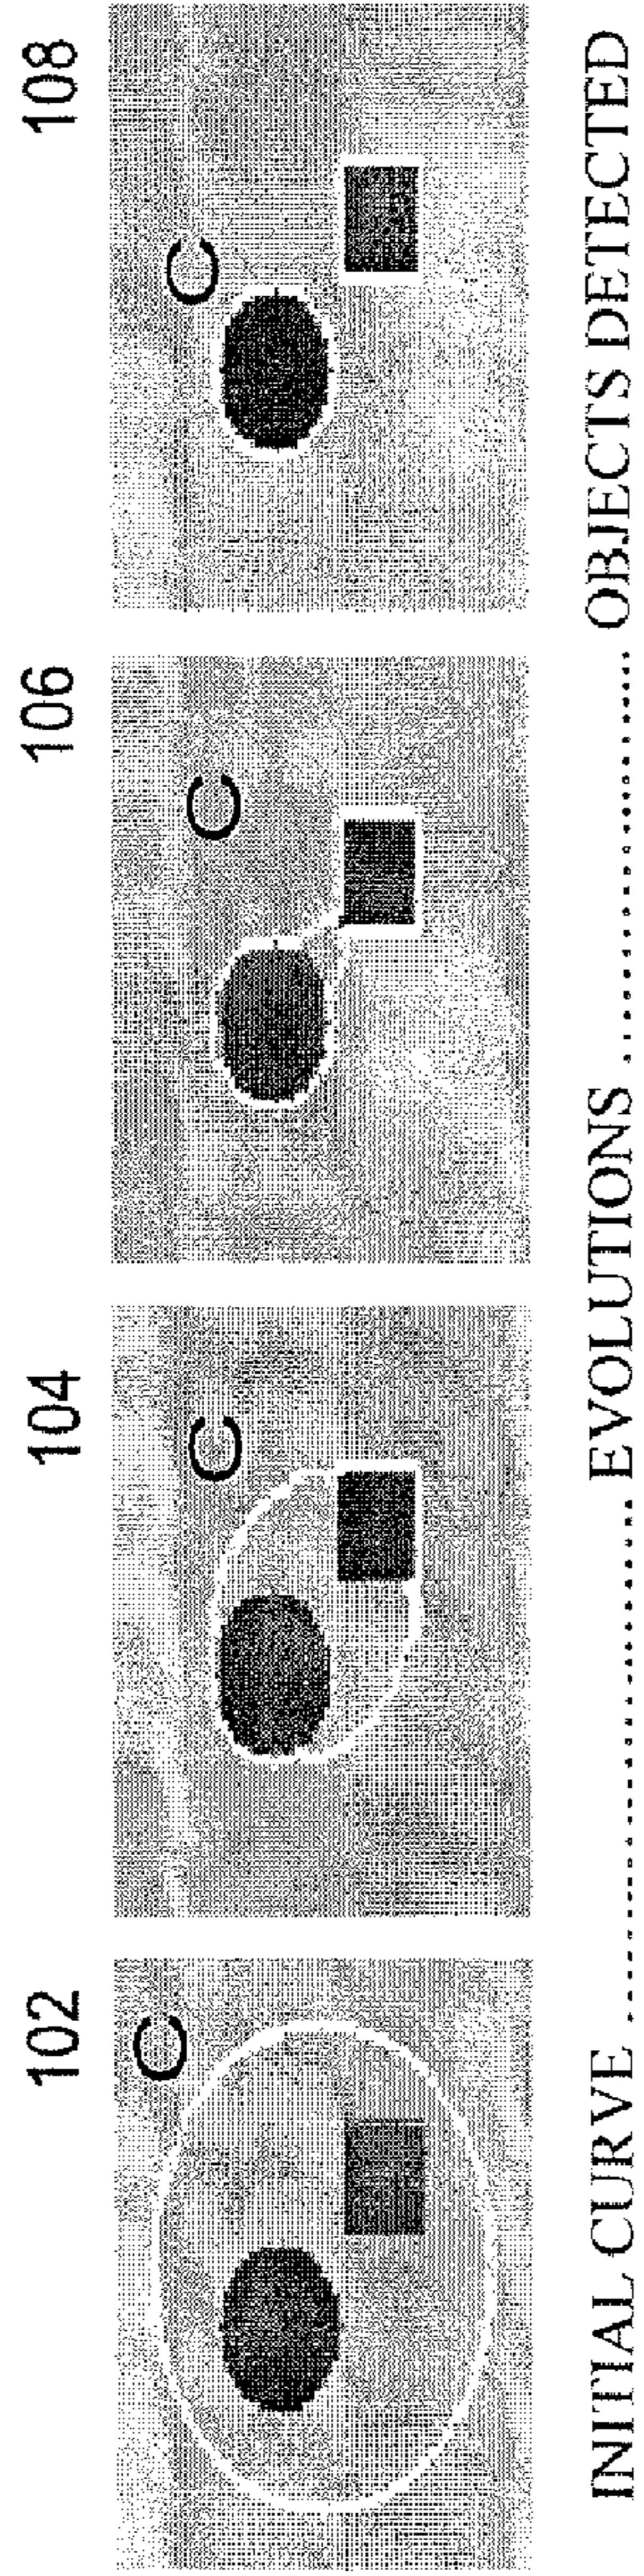 102 104 106 108
C C C C
INITIAL CURVE .............. EVOLUTIONS .............. OBJECTS DETECTED